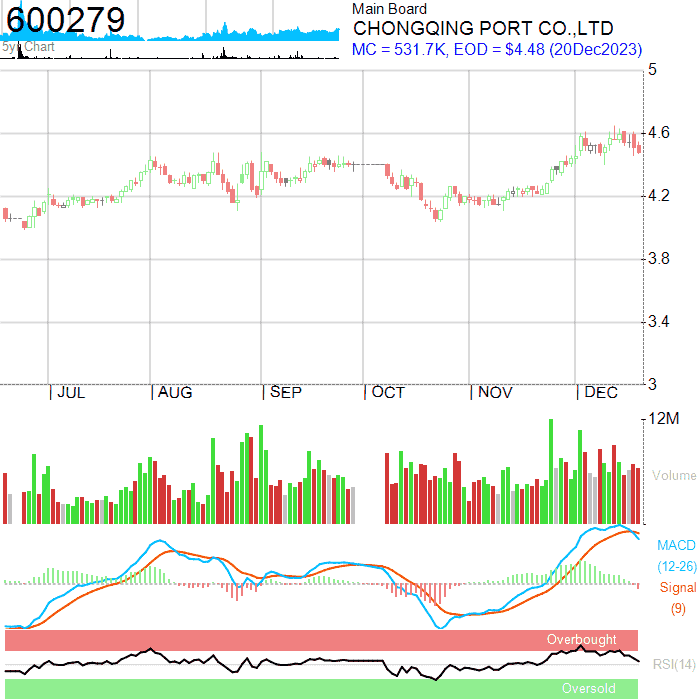 600279
5yr Chart
Main Board
CHONGQING PORT CO.,LTD
MC = 531.7K, EOD = $4.48 (20Dec2023)
5
4.6
4.2
3.8
3.4
3
JUL
AUG
SEP
OCT
NOV
DEC
12M
Volume
MACD
(12-26)
Signal
(9)
Overbought
RSI(14)
Oversold